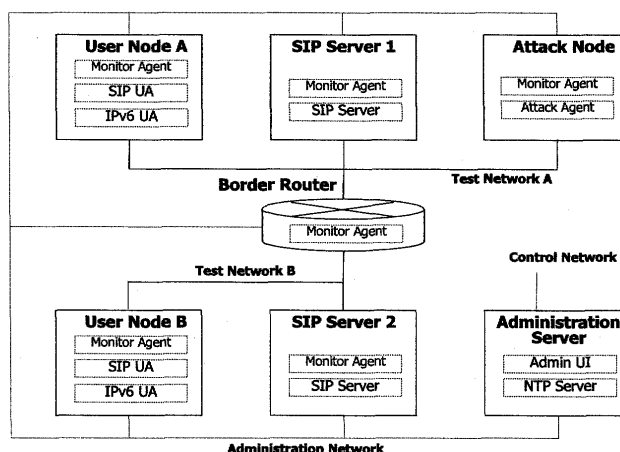 User Node A
Monitor Agent
SIP UA
IPv6 UA
SIP Server 1
Monitor Agent
SIP Server
Attack Node
Monitor Agent
Attack Agent
Test Network A
Border Router
Monitor Agent
Test Network B
Control Network
User Node B
Monitor Agent
SIP UA
IPv6 UA
SIP Server 2
Monitor Agent
SIP Server
Administration
Server
Admin UI
NTP Server
Administration Network